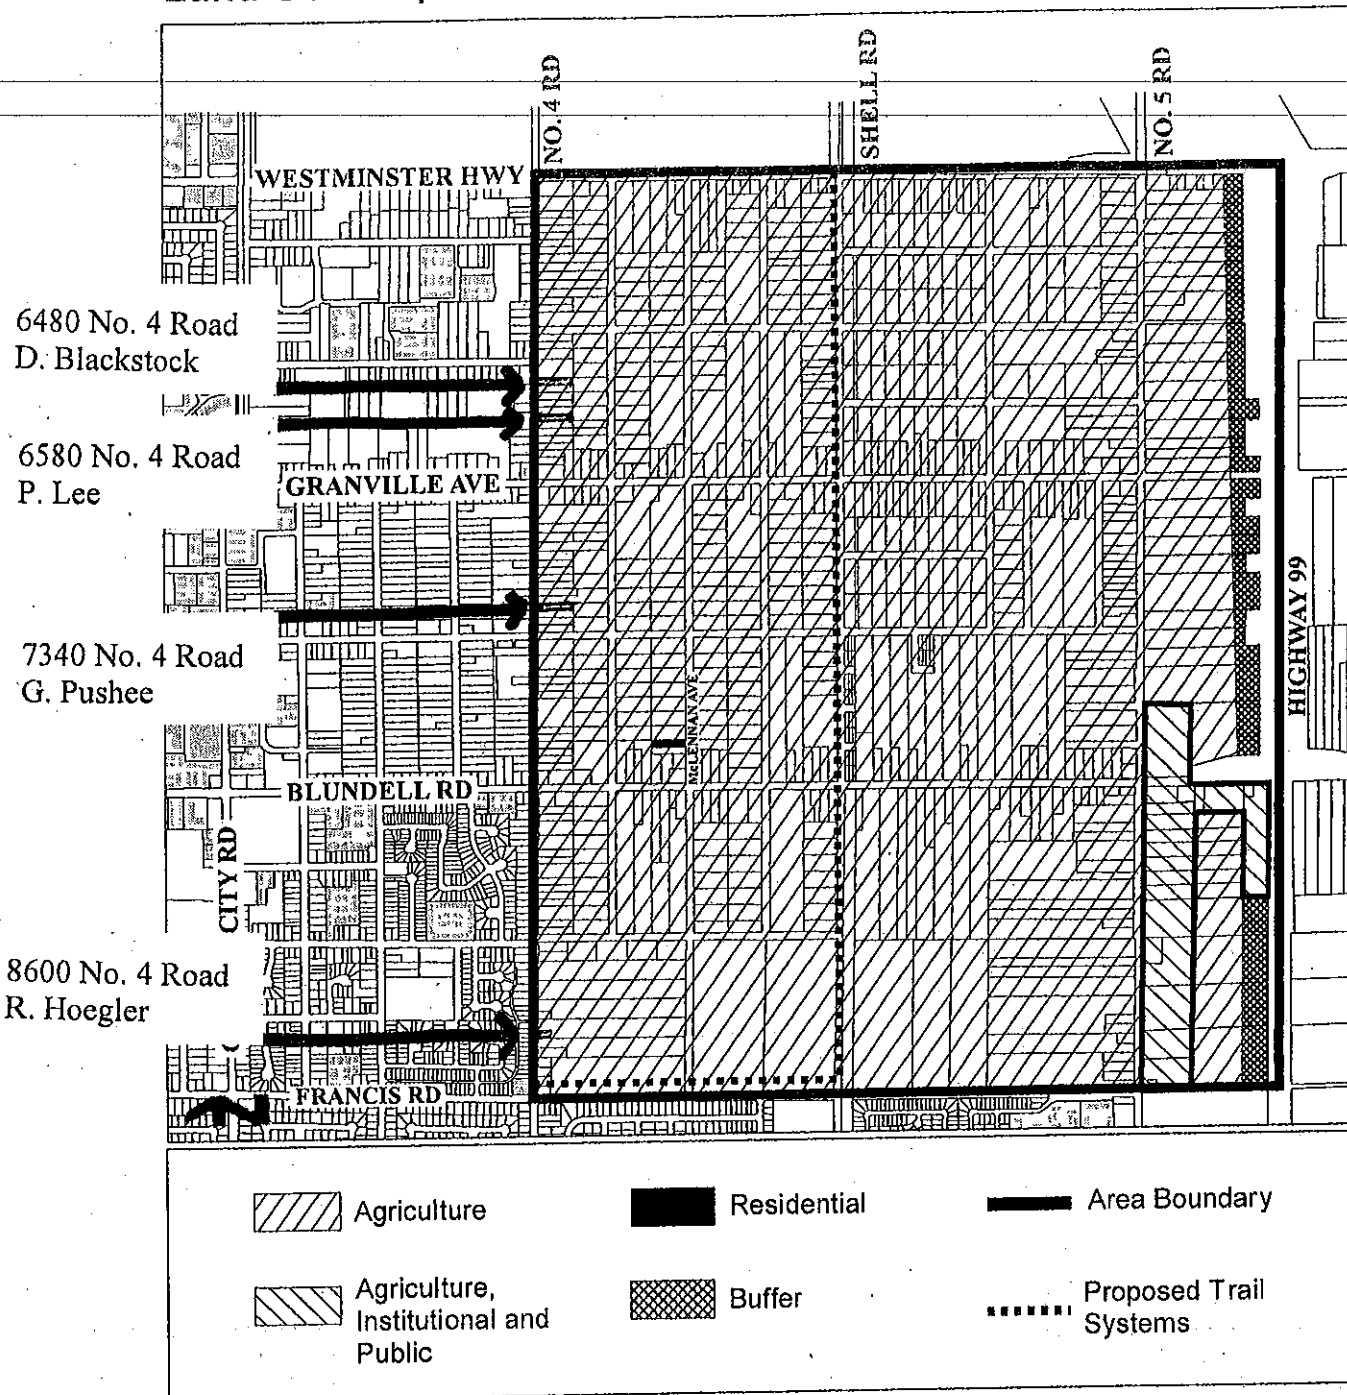 NO. 4 RD
SHELL RD
NO. 5 RD
WESTMINSTER HWY
6480 No. 4 Road
D. Blackstock
6580 No. 4 Road
P. Lee
GRANVILLE AVE
HIGHWAY 99
7340 No. 4 Road
G. Pushee
McLENNAN AVE
BLUNDELL RD
CITY RD
8600 No. 4 Road
R. Hoegler
FRANCIS RD
Agriculture
Residential
Area Boundary
Agriculture,
Institutional and
Public
Buffer
Proposed Trail
Systems